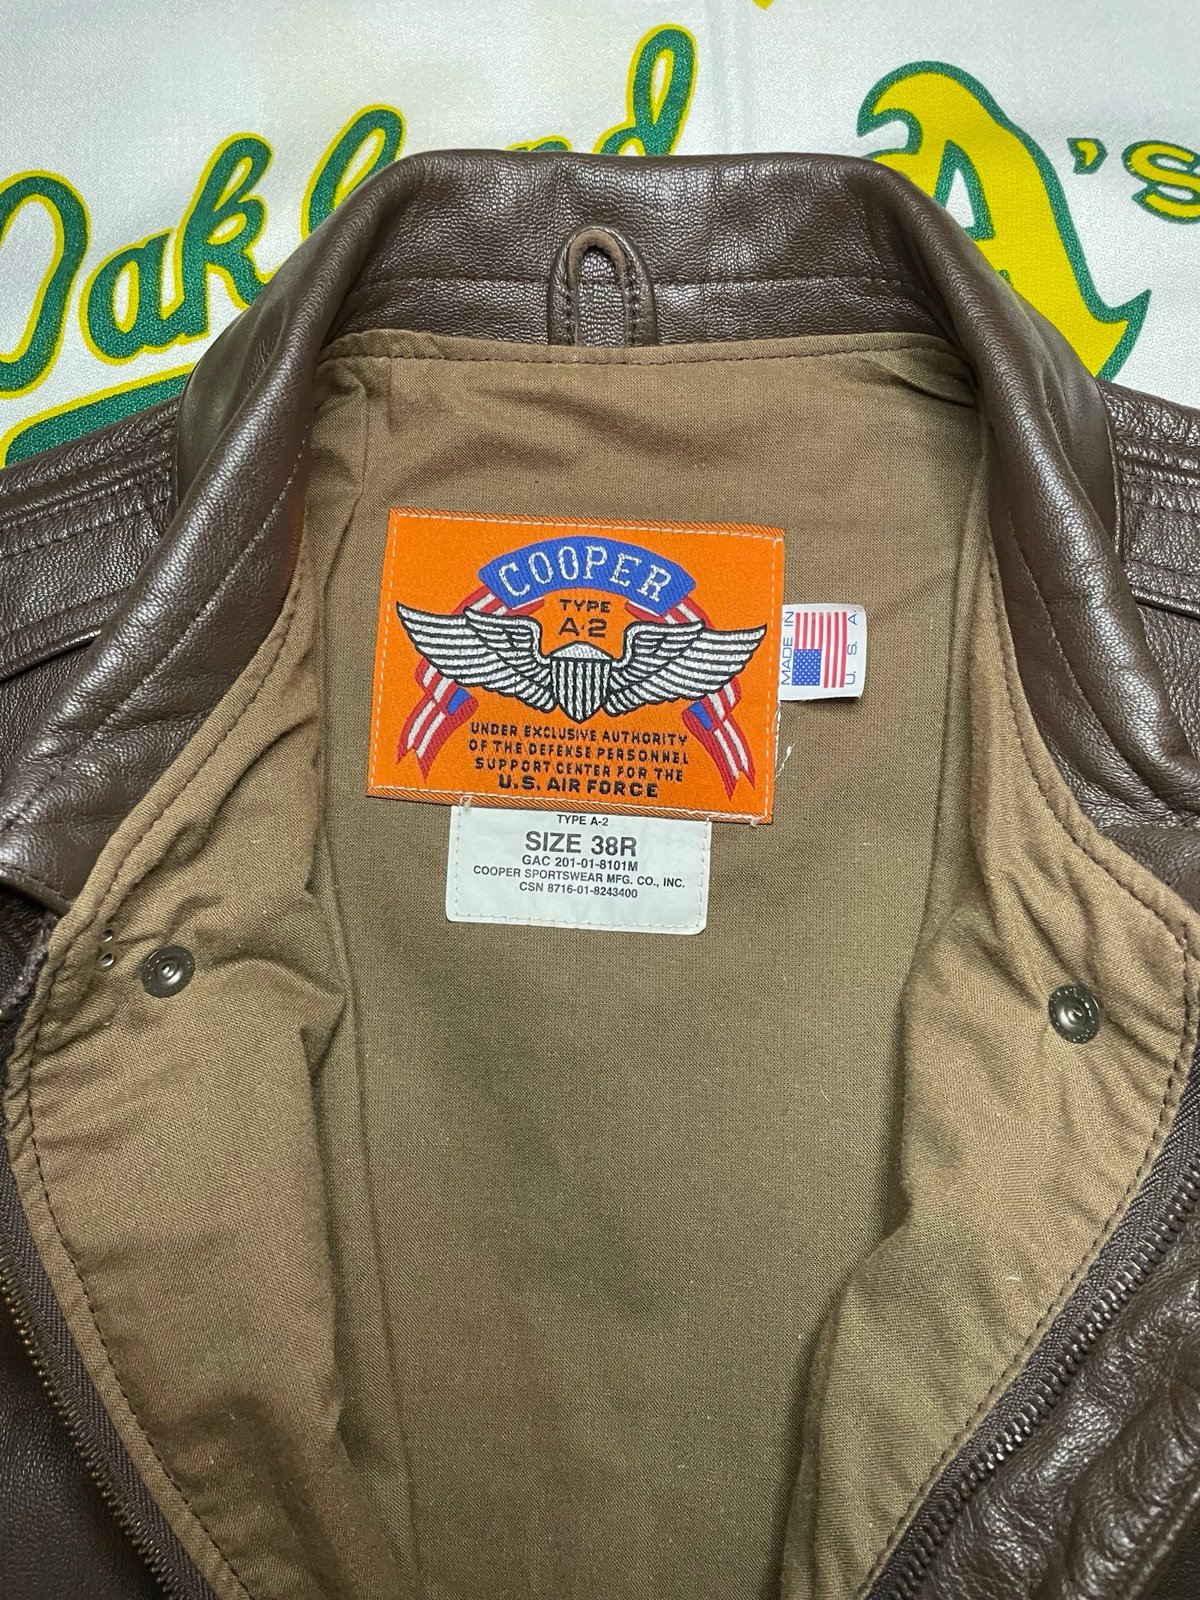 Oakland A's
COOPER
TYPE
A-2
UNDER EXCLUSIVE AUTHORITY
OF THE DEFENSE PERSONNEL
SUPPORT CENTER FOR THE
U.S. AIR FORCE
MADE IN
U. S. A
TYPE A-2
SIZE 38R
GAC 201-01-8101M
COOPER SPORTSWEAR MFG. CO., INC.
CSN 8716-01-8243400